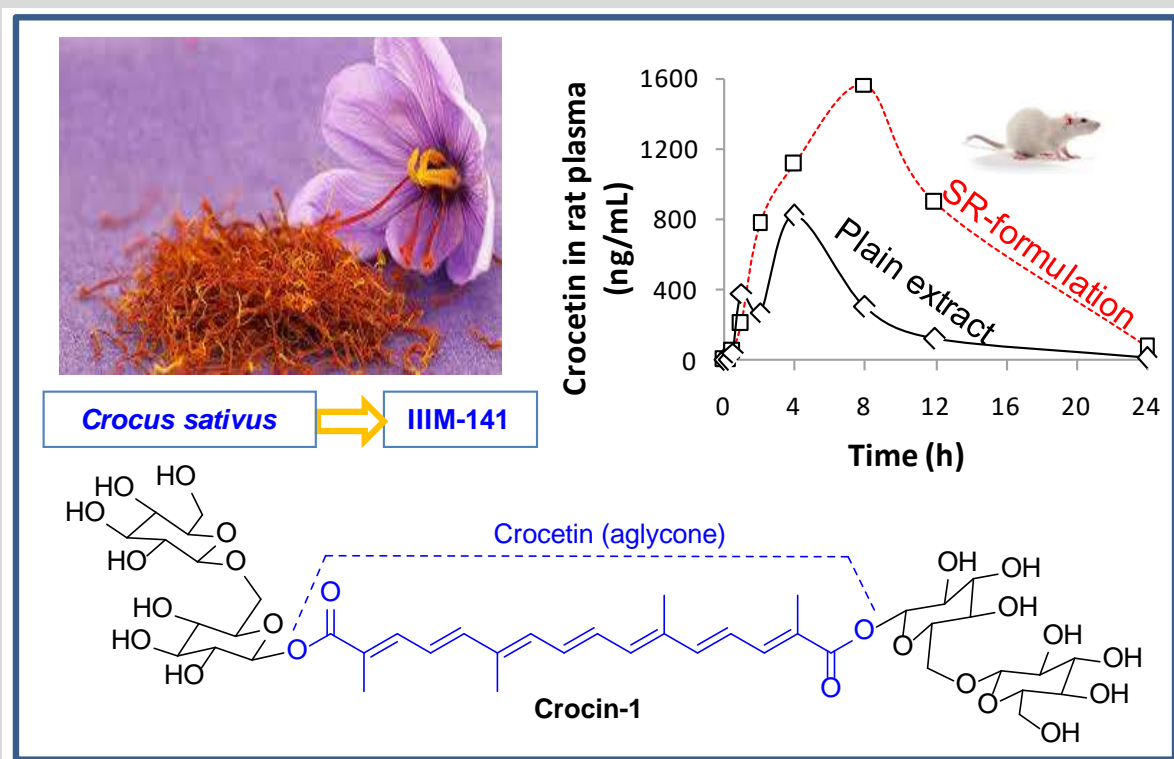 1600
1200
800
400
0
Crocetin in rat plasma
(ng/mL)
SR-formulation
Plain extract
0 4 8 12 16 20 24
Time (h)
Crocus sativus
IIIM-141
Crocetin (aglycone)
HO
HO
HO
HO
O
O
HO
HO
HO
O
O
O
O
O
OH
OH
OH
O
O
O
OH
OH
OH
OH
Crocin-1